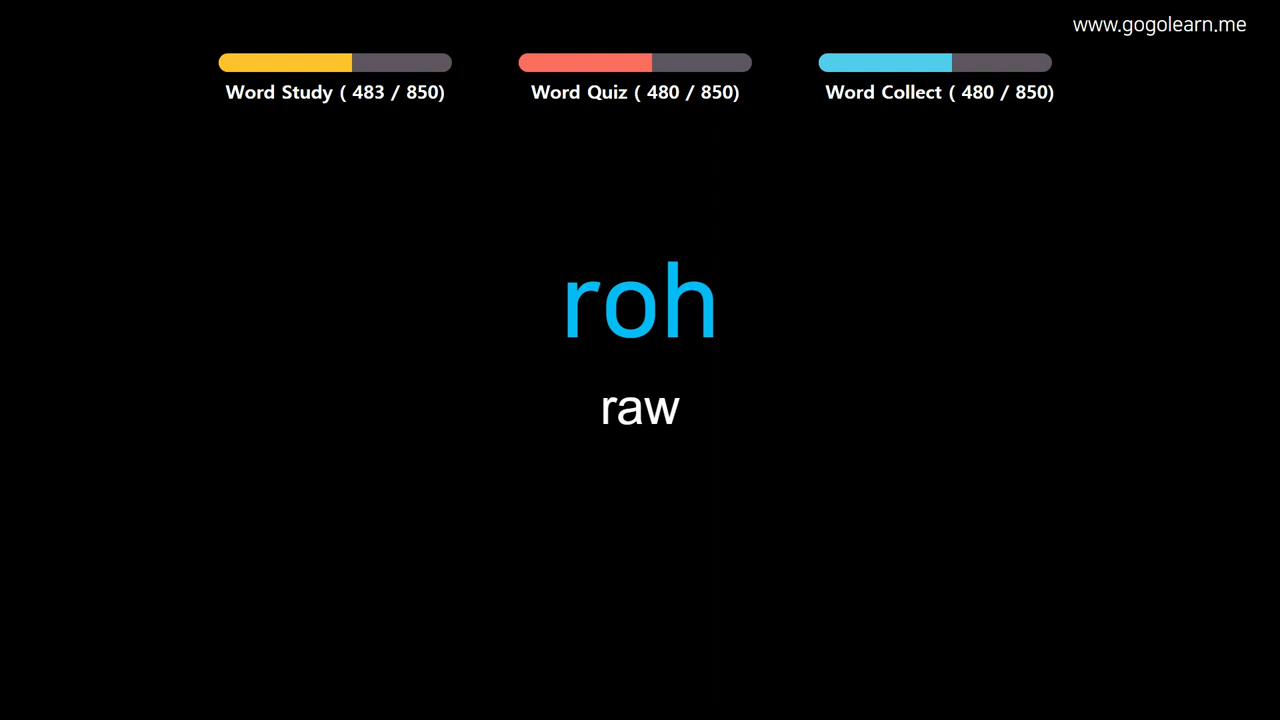 www.gogolearn.me
Word Study ( 483 / 850)
Word Quiz ( 480 / 850)
Word Collect ( 480 / 850)
roh
raw